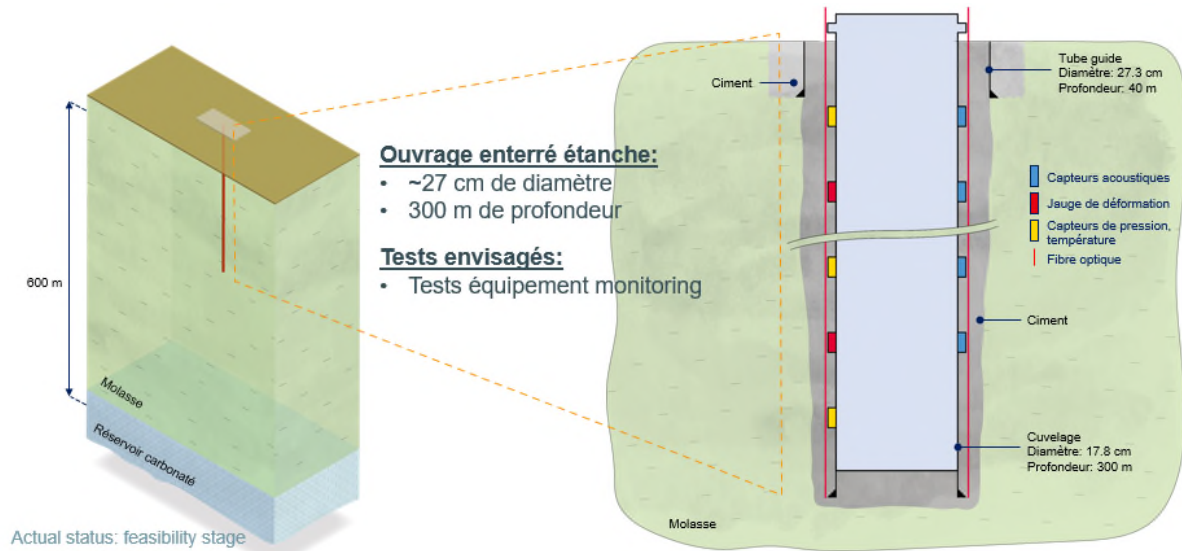 600 m
Molasse
Réservoir carbonaté
Actual status: feasibility stage
Ouvrage enterré étanche:
• ~27 cm de diamètre
• 300 m de profondeur
Tests envisagés:
• Tests équipement monitoring
Ciment
Tube guide
Diamètre: 27.3 cm
Profondeur: 40 m
Capteurs acoustiques
Jauge de déformation
Capteurs de pression,
température
Fibre optique
Ciment
Cuvelage
Diamètre: 17.8 cm
Profondeur: 300 m
Molasse